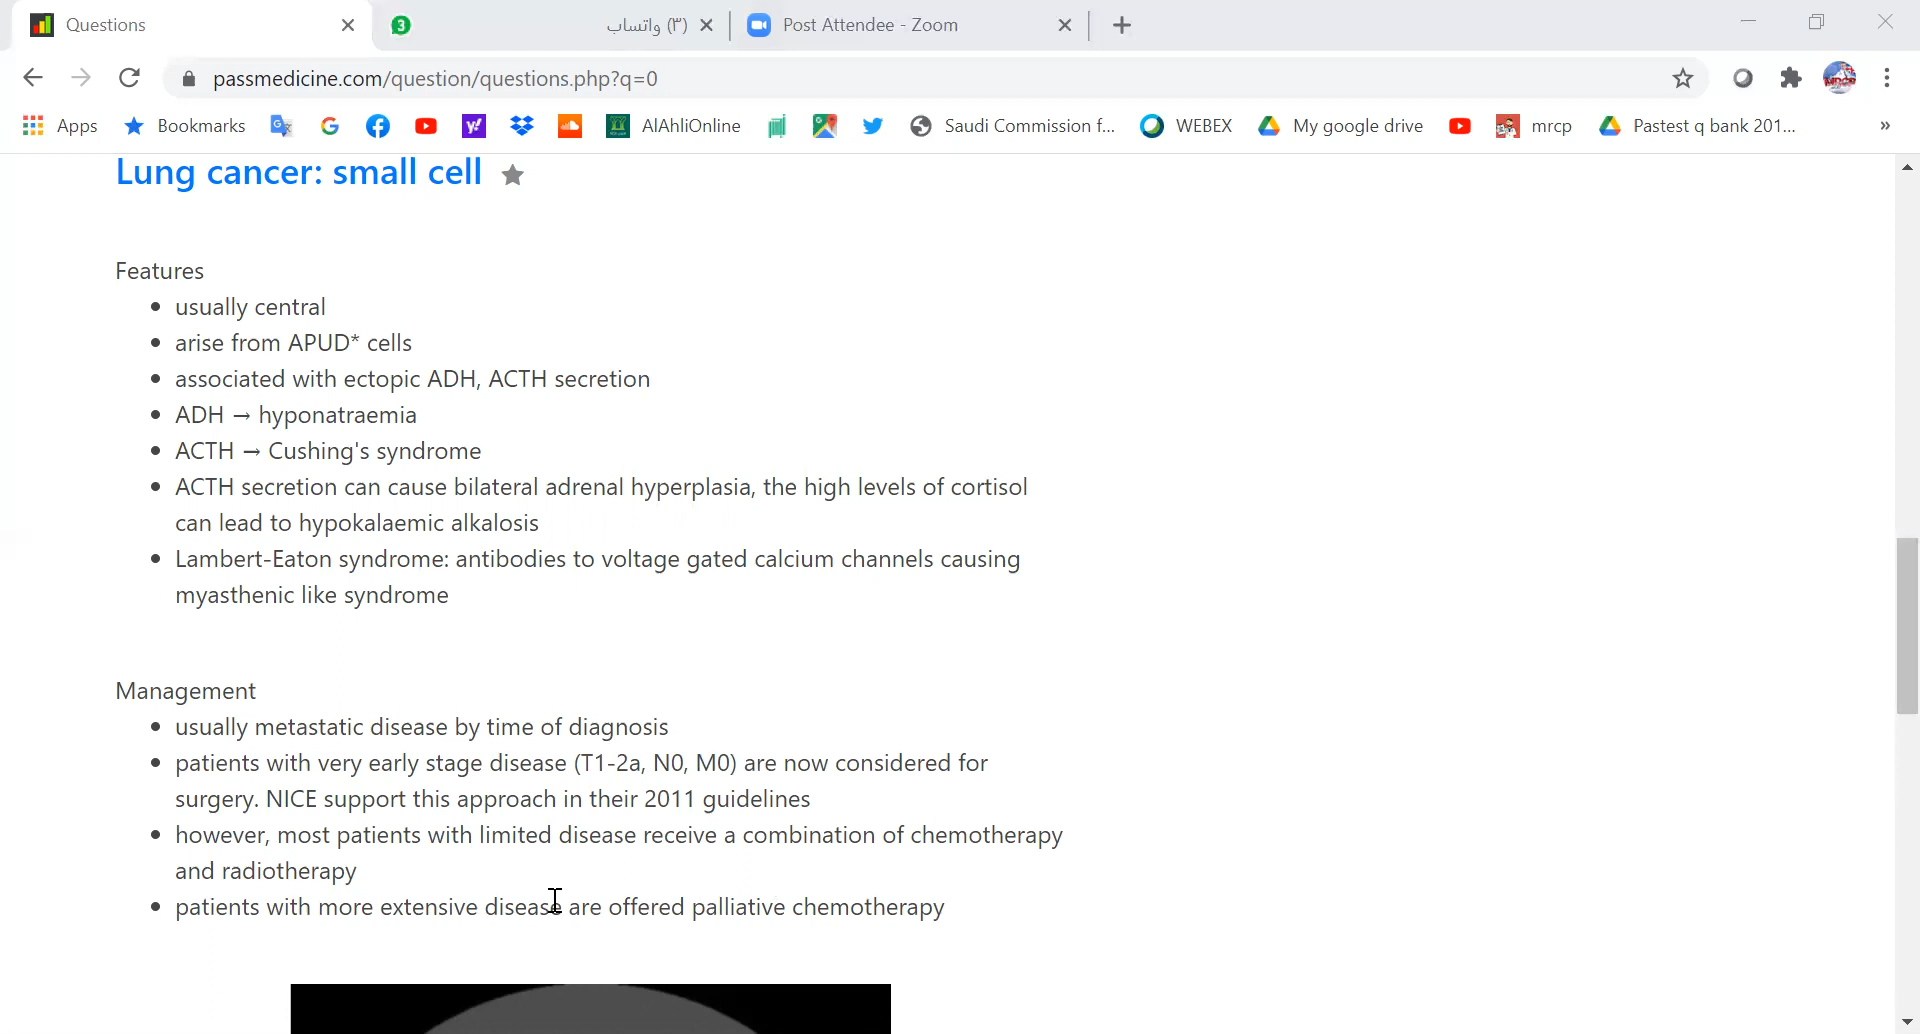 Questions
3
(٣) واتساب
Post Attendee - Zoom
passmedicine.com/question/questions.php?q=0
Apps
Bookmarks
AlAhliOnline
Saudi Commission f...
WEBEX
My google drive
mrcp
Pastest q bank 201...
»
Lung cancer: small cell
Features
• usually central
• arise from APUD* cells
• associated with ectopic ADH, ACTH secretion
• ADH → hyponatraemia
• ACTH → Cushing's syndrome
• ACTH secretion can cause bilateral adrenal hyperplasia, the high levels of cortisol
can lead to hypokalaemic alkalosis
• Lambert-Eaton syndrome: antibodies to voltage gated calcium channels causing
myasthenic like syndrome
Management
• usually metastatic disease by time of diagnosis
• patients with very early stage disease (T1-2a, N0, M0) are now considered for
surgery. NICE support this approach in their 2011 guidelines
• however, most patients with limited disease receive a combination of chemotherapy
and radiotherapy
• patients with more extensive disease are offered palliative chemotherapy